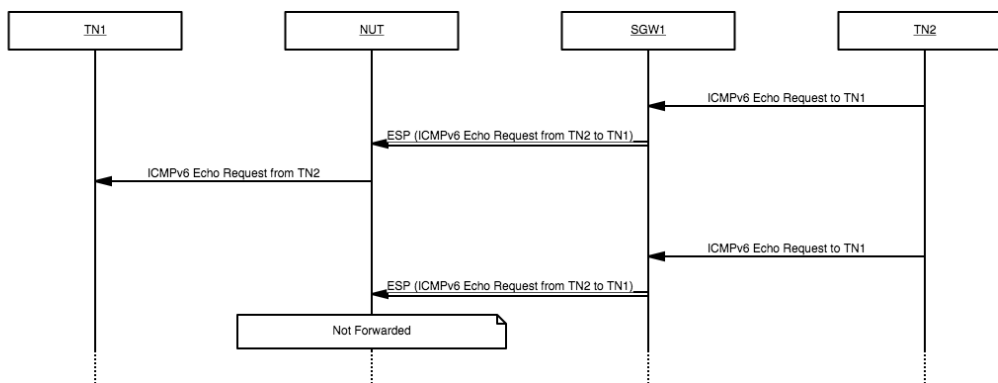 TN1
NUT
SGW1
TN2
ICMPv6 Echo Request to TN1
ESP (ICMPv6 Echo Request from TN2 to TN1)
ICMPv6 Echo Request from TN2
ICMPv6 Echo Request to TN1
ESP (ICMPv6 Echo Request from TN2 to TN1)
Not Forwarded